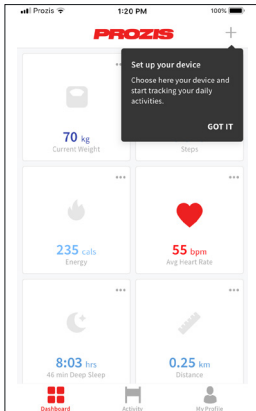 Prozis
1:20 PM
100%
PROZIS
+
Set up your device
Choose here your device and
start tracking your daily
activities.
GOT IT
70 kg
Current Weight
Steps
235 cals
Energy
55 bpm
Avg Heart Rate
8:03 hrs
46 min Deep Sleep
0.25 km
Distance
Dashboard
Activity
My Profile